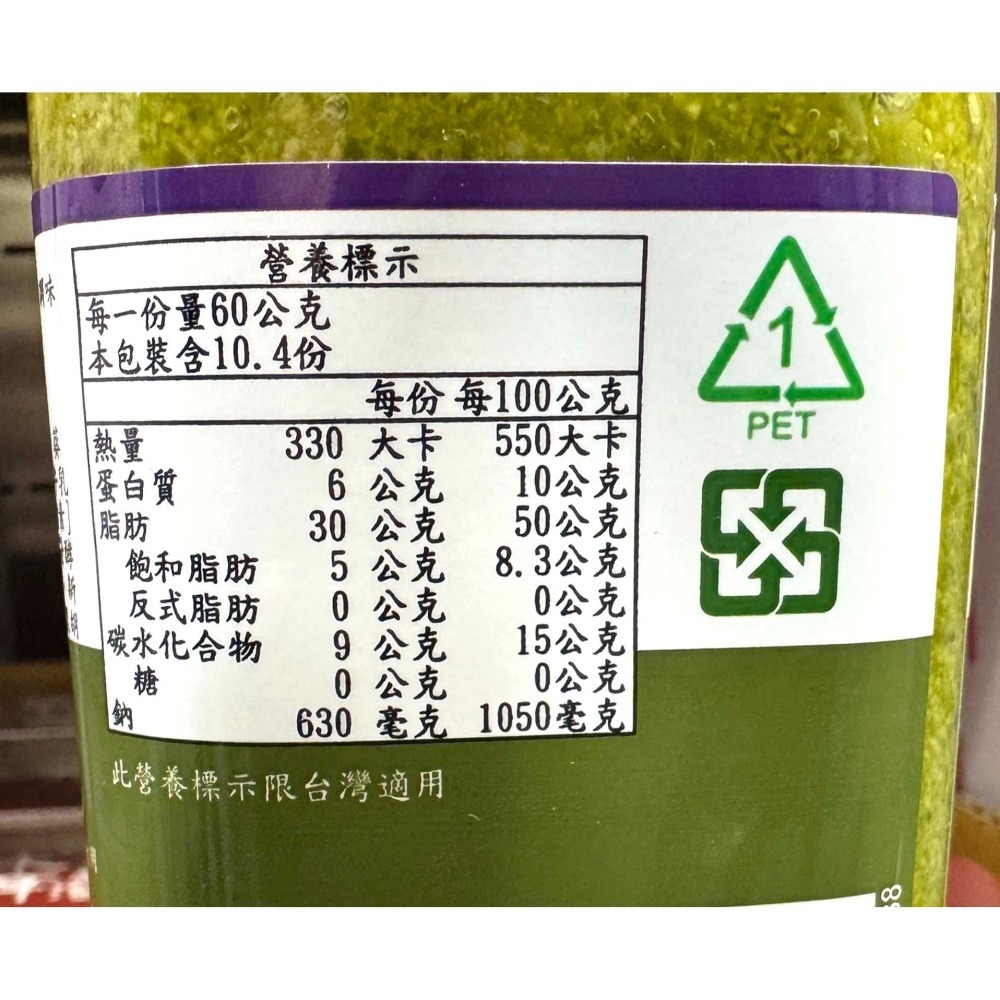 營養標示
每一份量60公克
本包裝含10.4份
每份 每100公克
熱量 330 大卡 550大卡
蛋白質 6 公克 10公克
脂肪 30 公克 50公克
飽和脂肪 5 公克 8.3公克
反式脂肪 0 公克 0公克
碳水化合物 9 公克 15公克
糖 0 公克 0公克
鈉 630 毫克 1050毫克
此營養標示限台灣適用
1
PET